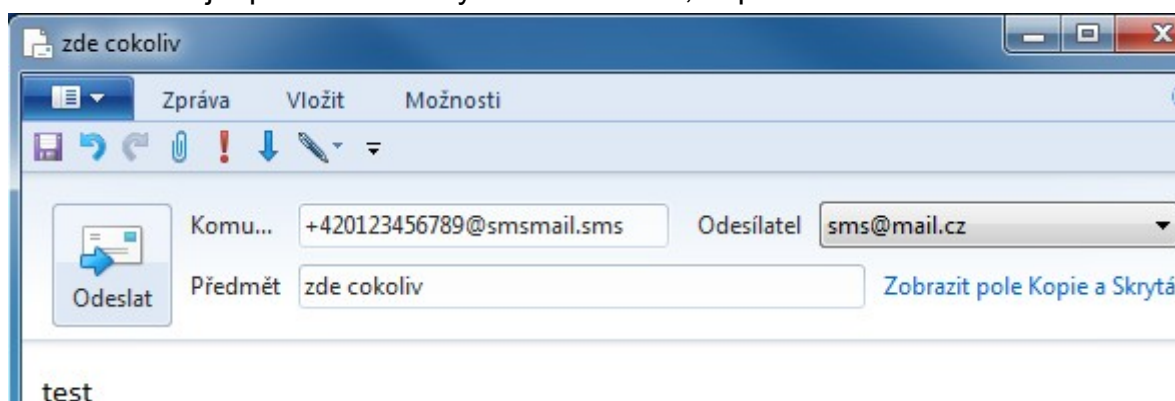 zde cokoliv
Zpráva Vložit Možnosti
Komu... +420123456789@smsmail.sms Odesílatel sms@mail.cz
Odeslat Předmět zde cokoliv Zobrazit pole Kopie a Skrytá
test